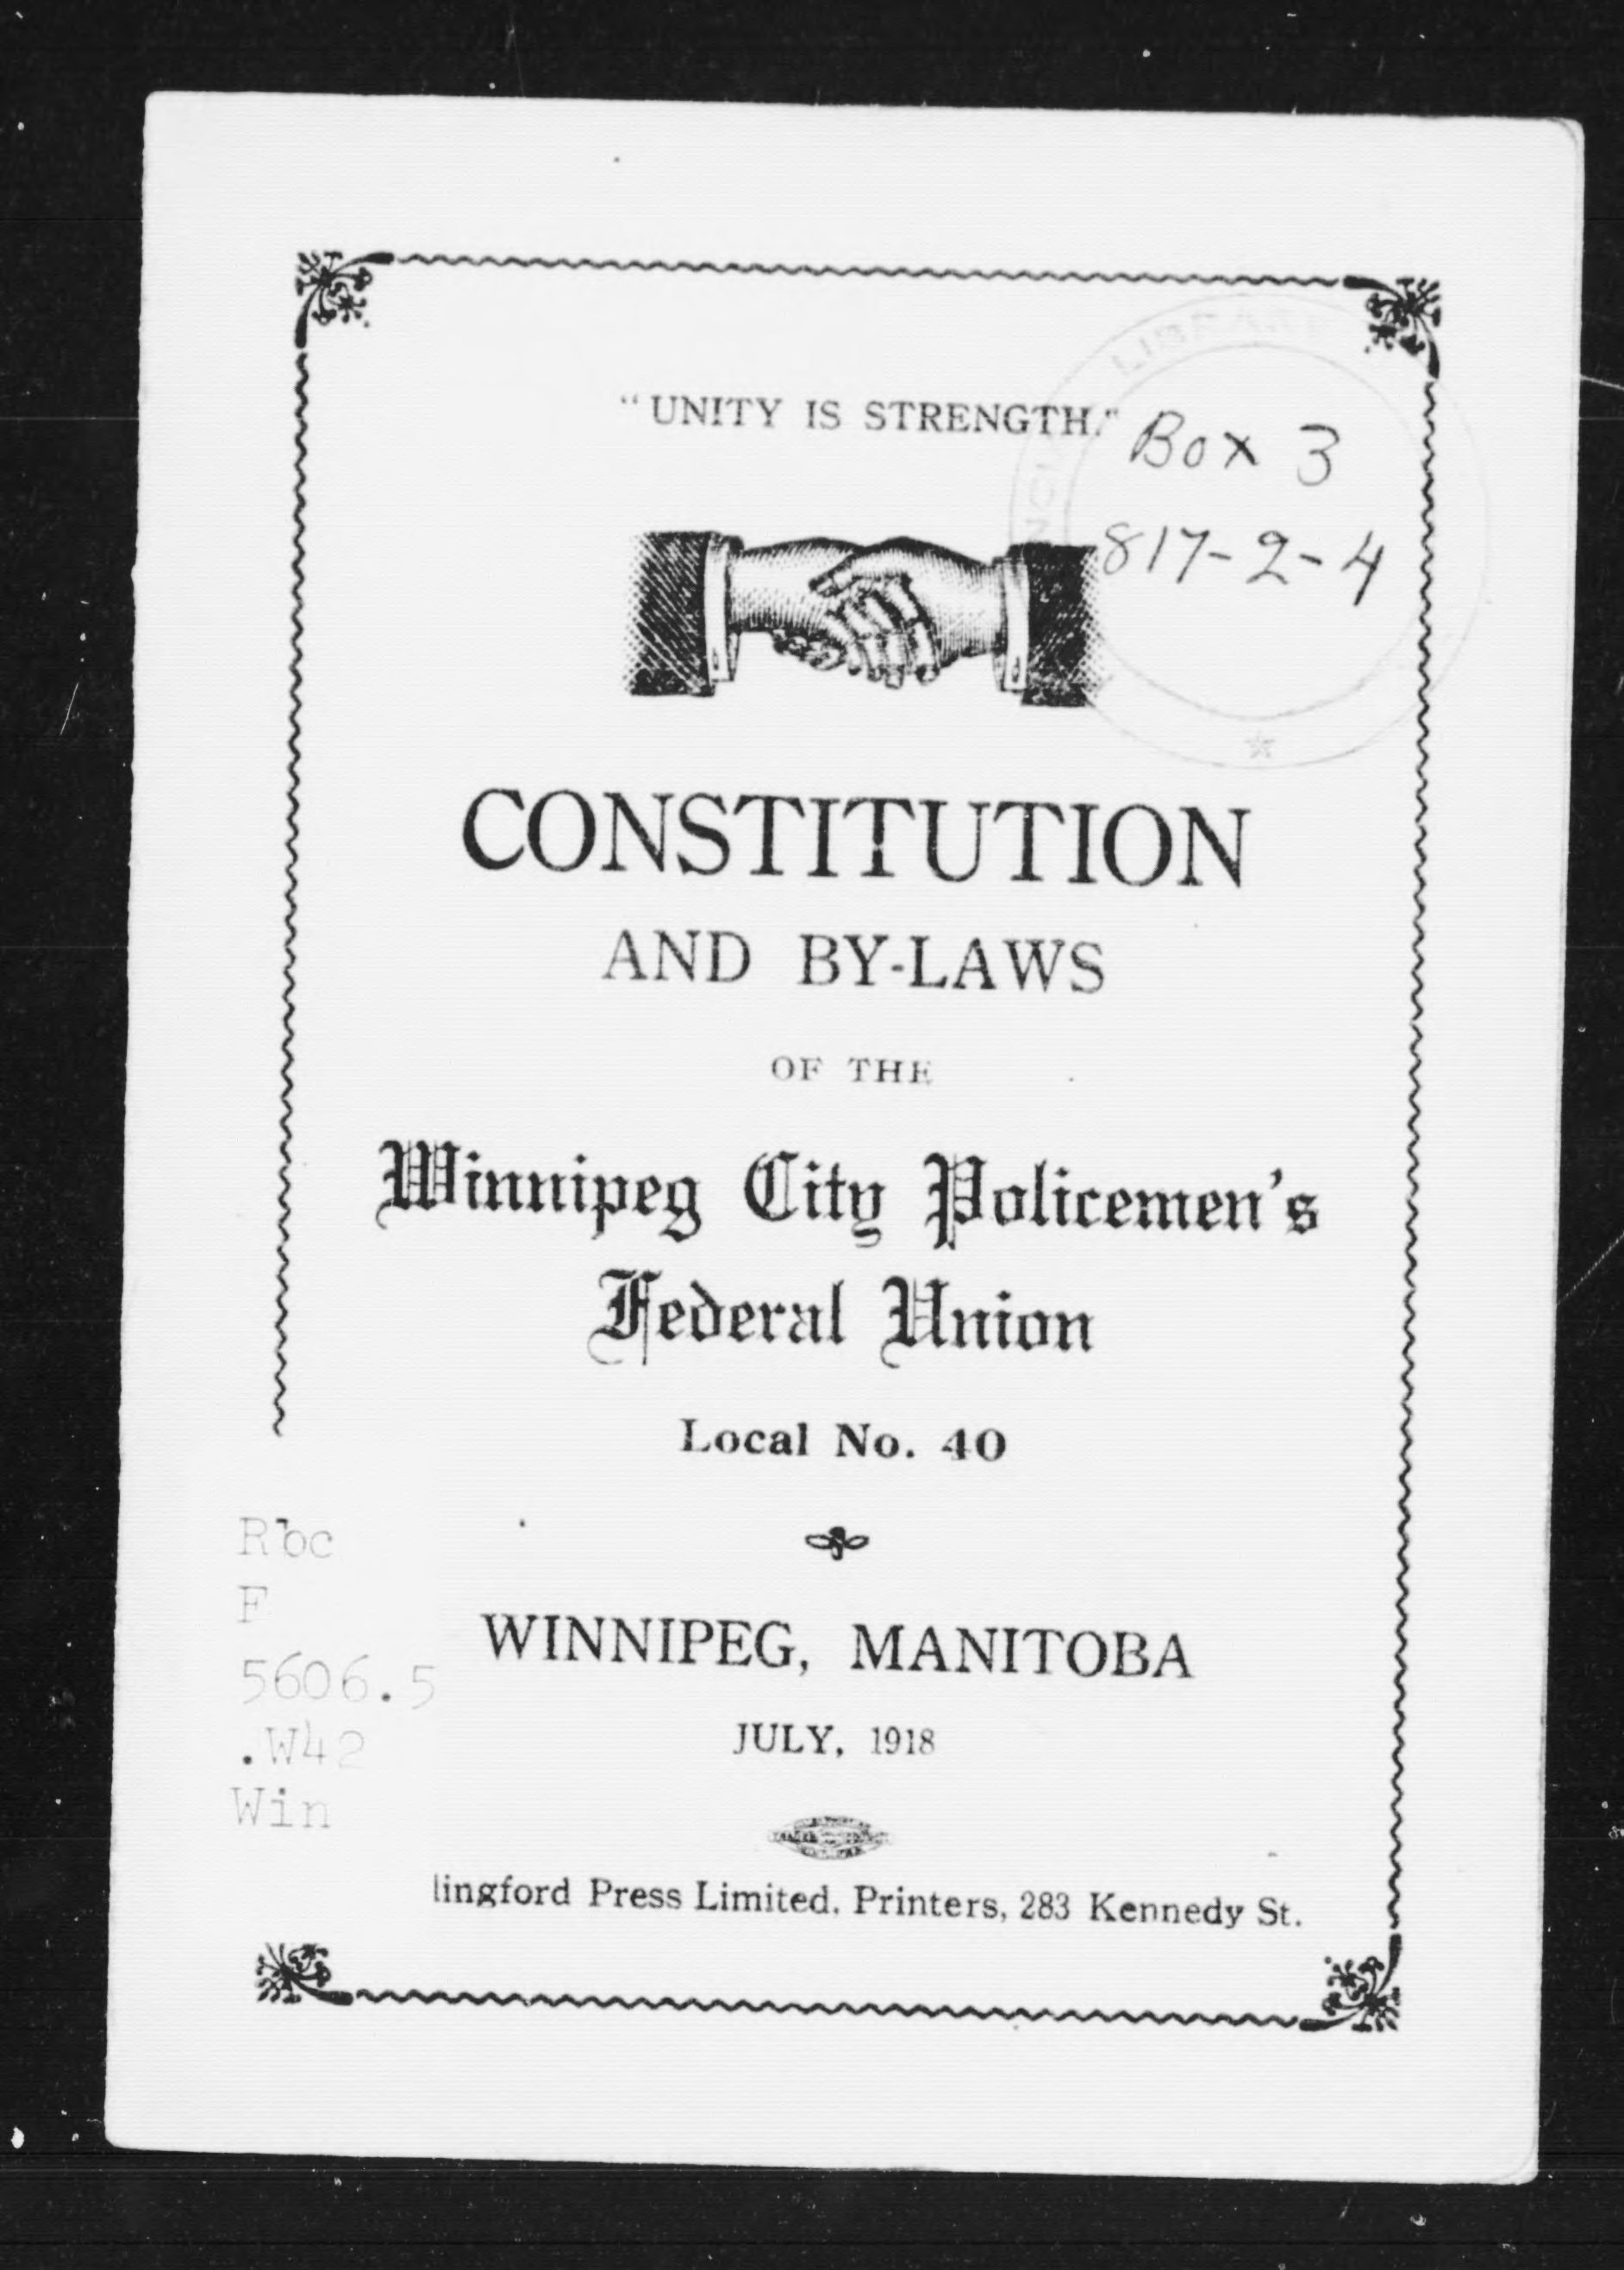 "UNITY IS STRENGTH."
LIBRARY
Box 3
817-2-4
CONSTITUTION
AND BY-LAWS
OF THE
Winnipeg City Policemen's
Federal Union
Local No. 40
Rbc
F
5606.5
.W42
Win
WINNIPEG, MANITOBA
JULY, 1918
lingford Press Limited, Printers, 283 Kennedy St.